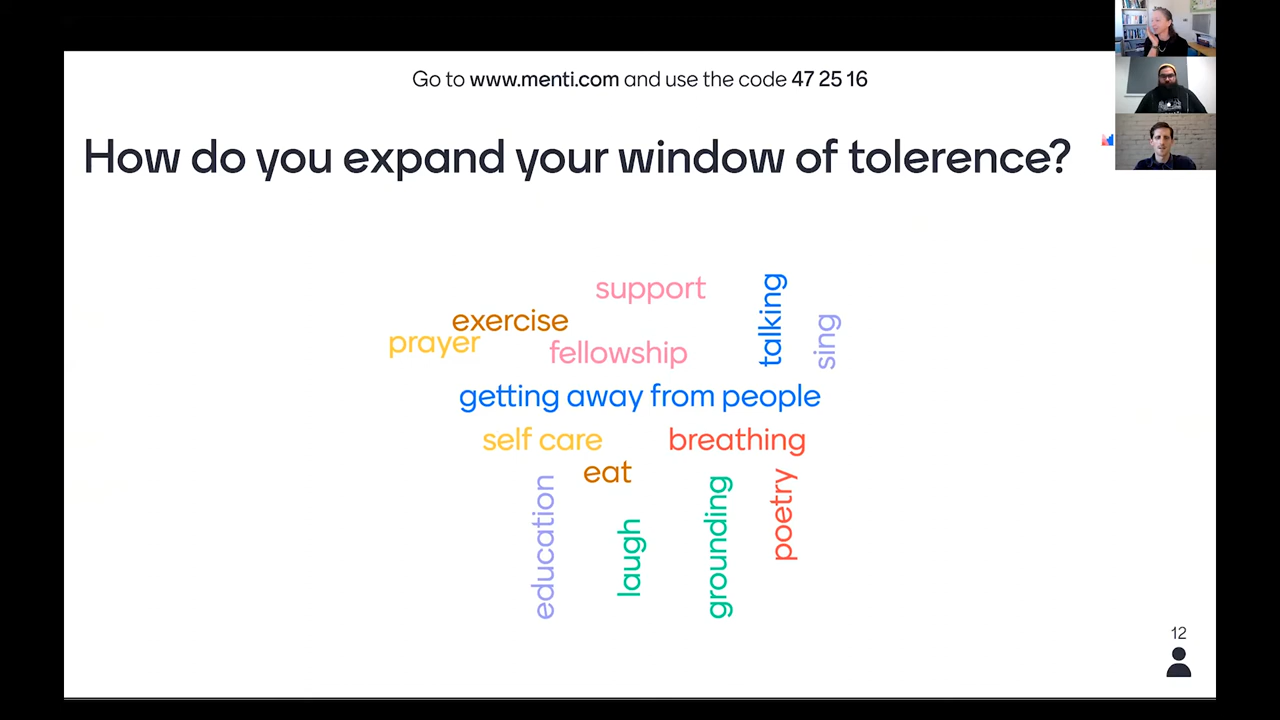 Go to www.menti.com and use the code 47 25 16
How do you expand your window of tolerence?
support
talking
sing
exercise
prayer
fellowship
getting away from people
self care
breathing
eat
education
laugh
grounding
poetry
12